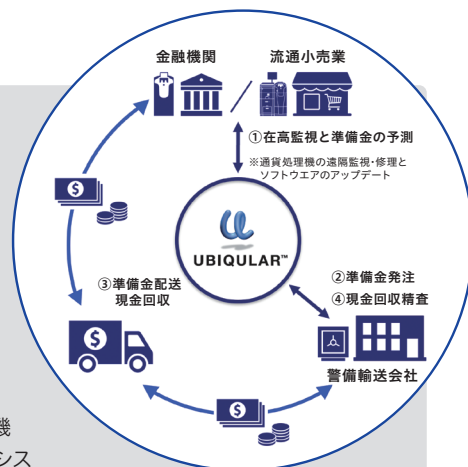 金融機関
流通小売業
①在高監視と準備金の予測
※通貨処理機の遠隔監視・修理と
ソフトウエアのアップデート
UBIQULAR™
③準備金配送
現金回収
②準備金発注
④現金回収精査
警備輸送会社
機
シス